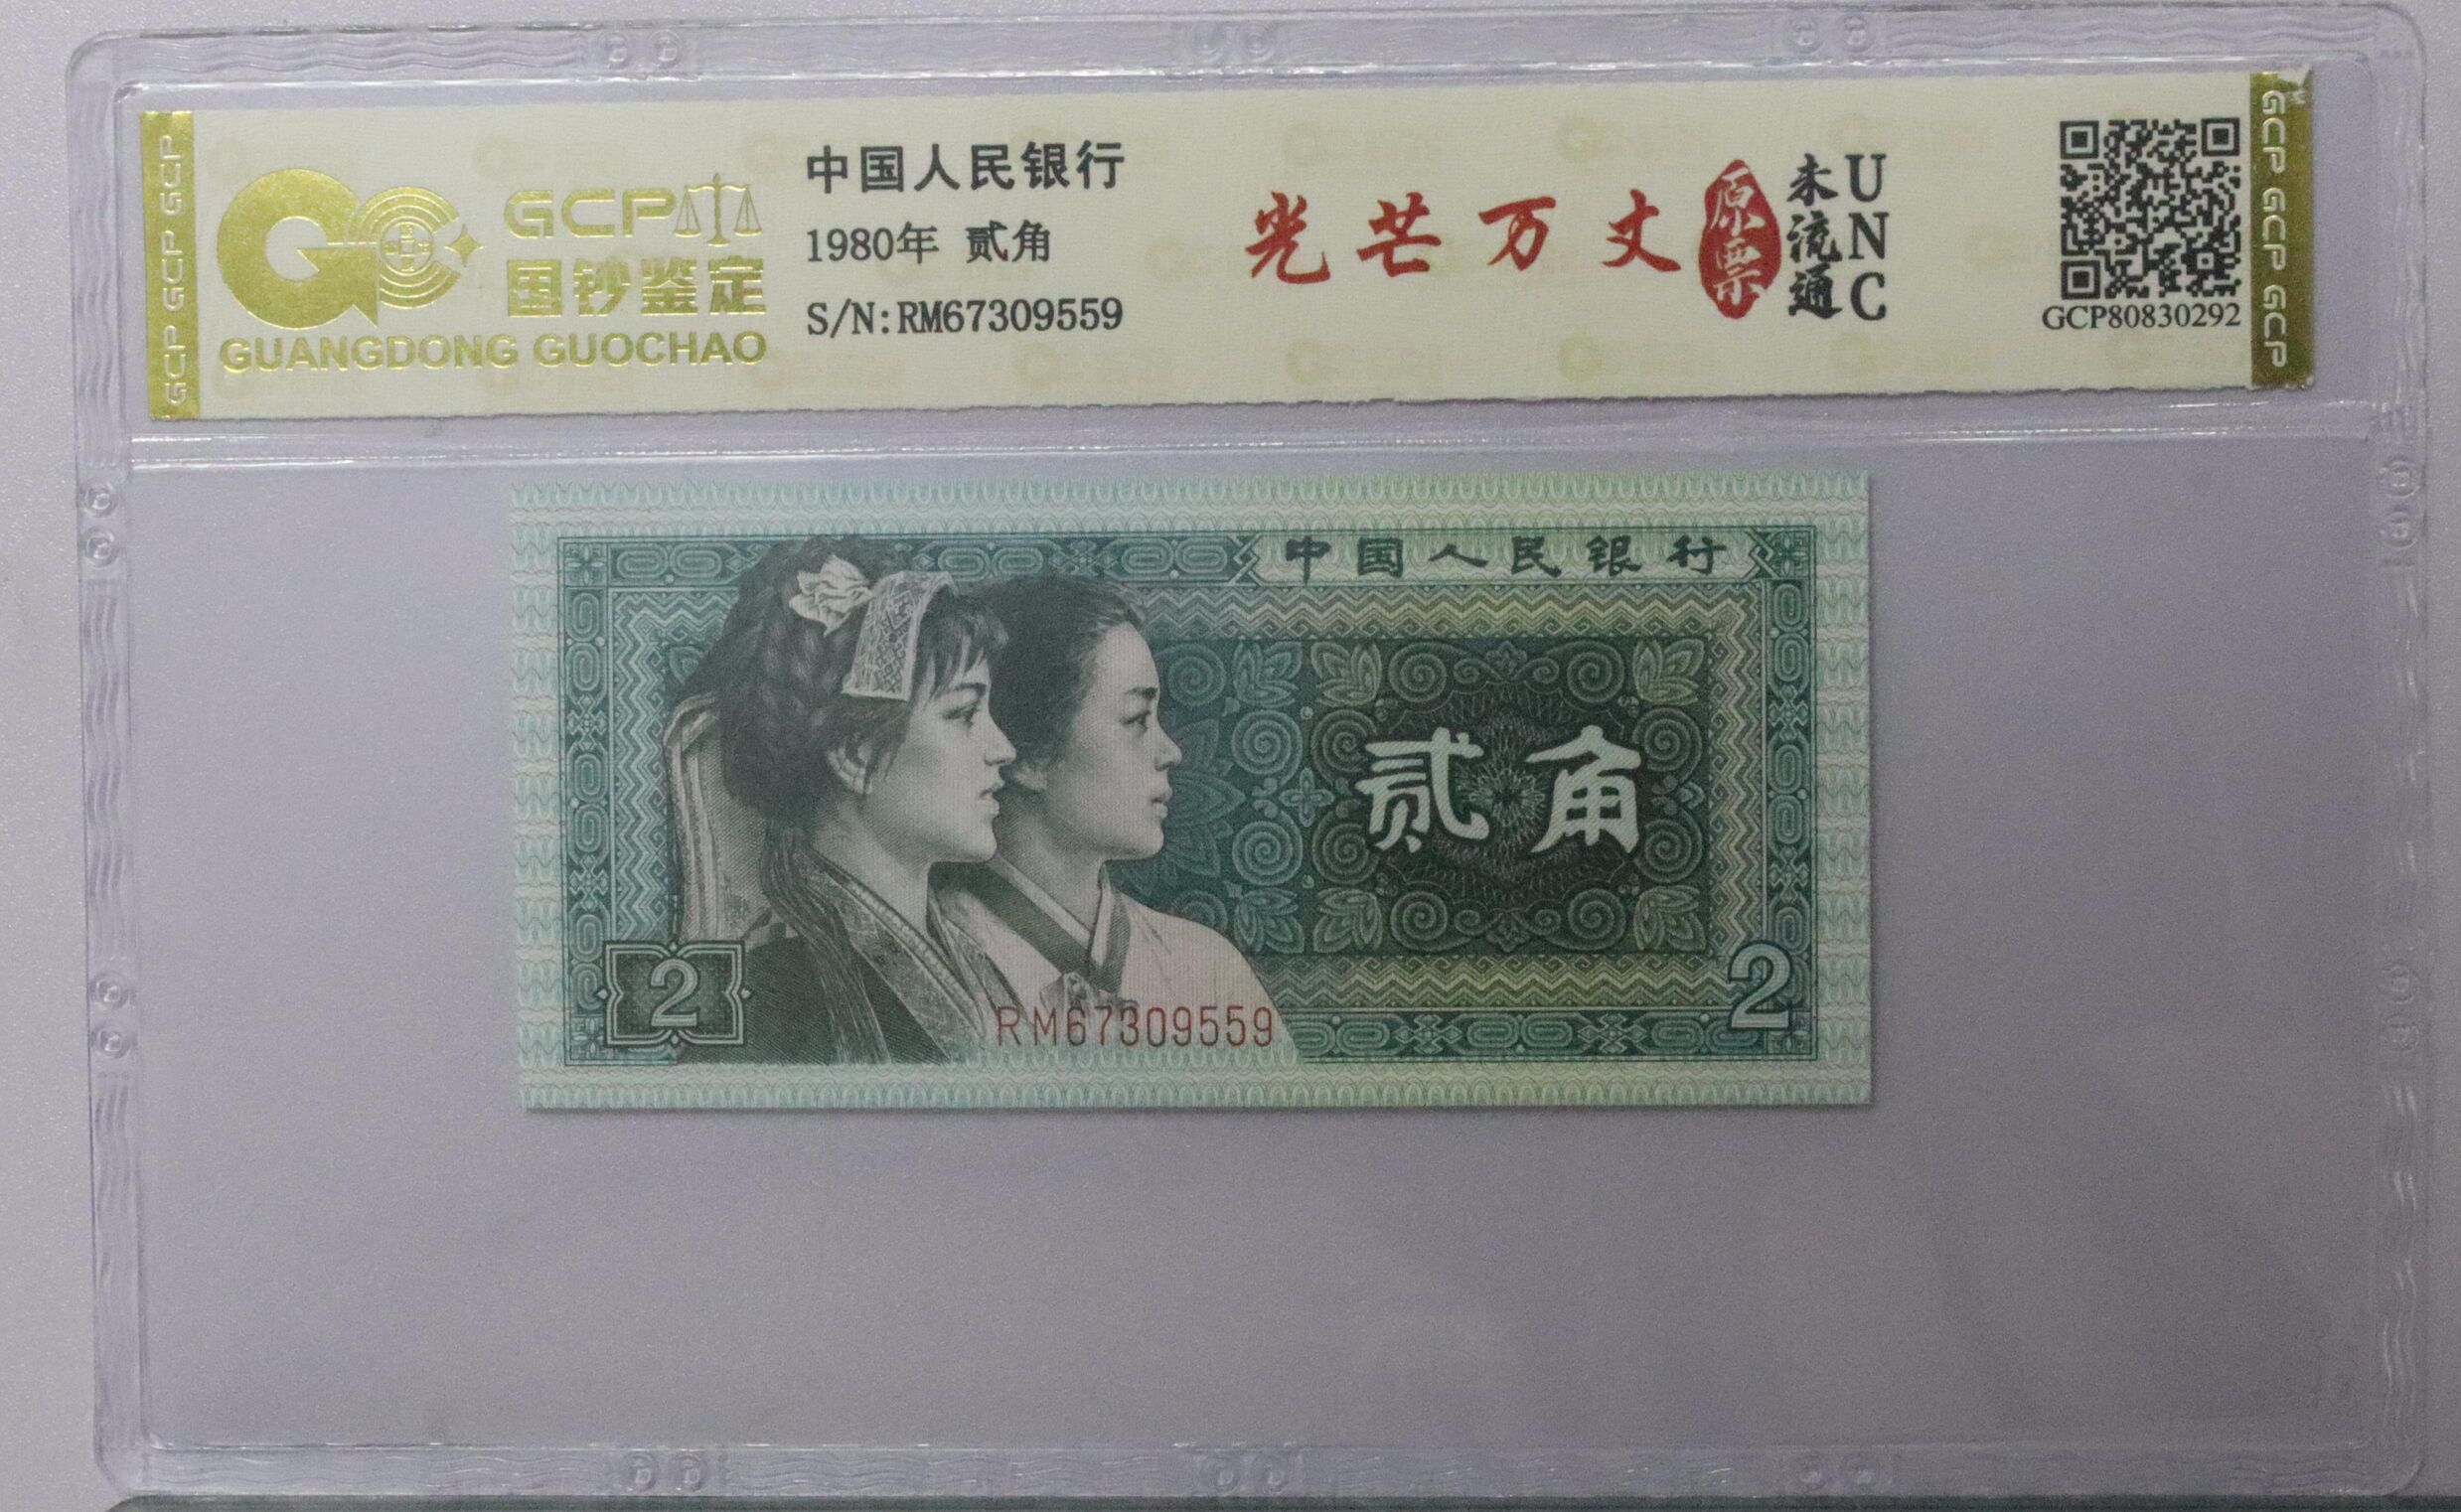 GCP GCP GCP
GCP
国钞鉴定
GUANGDONG GUOCHAO
中国人民银行
1980年 贰角
S/N:RM67309559
光芒万丈
原票
未流通
UNC
GCP80830292
GCP GCP GCP
中国人民银行
贰角
2
2
RM67309559